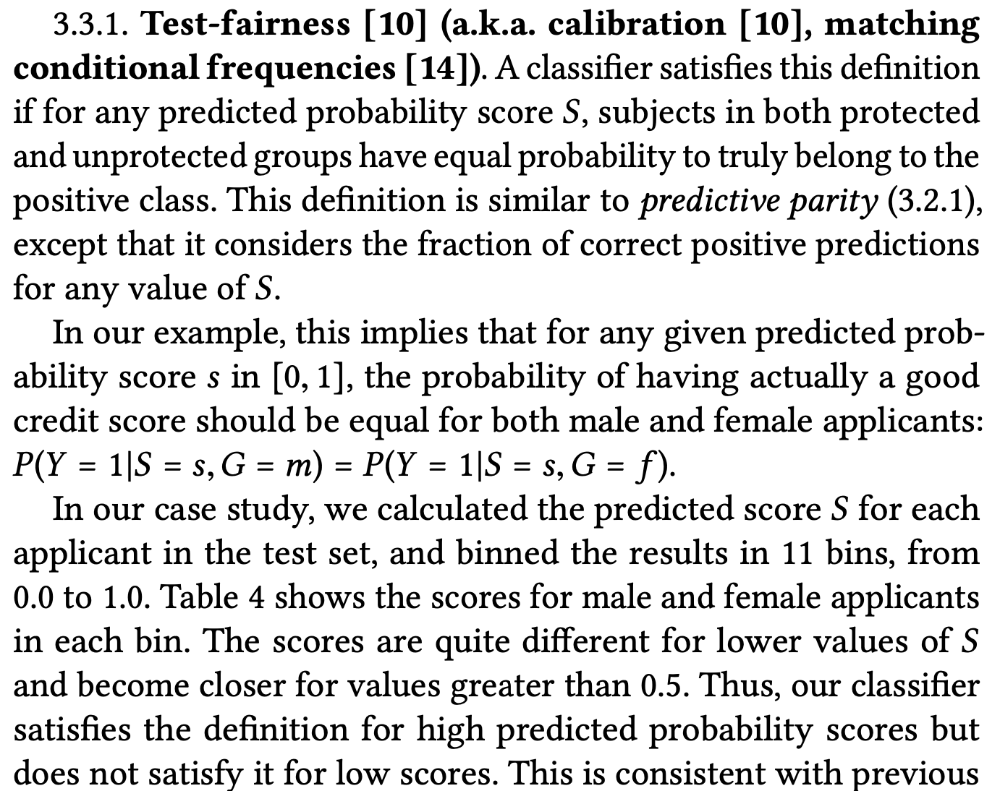 3.3.1. Test-fairness [10] (a.k.a. calibration [10], matching
conditional frequencies [14]). A classifier satisfies this definition
if for any predicted probability score S, subjects in both protected
and unprotected groups have equal probability to truly belong to the
positive class. This definition is similar to predictive parity (3.2.1),
except that it considers the fraction of correct positive predictions
for any value of S.
In our example, this implies that for any given predicted prob-
ability score s in [0, 1], the probability of having actually a good
credit score should be equal for both male and female applicants:
P(Y = 1|S = s, G = m) = P(Y = 1|S = s, G = f).
In our case study, we calculated the predicted score S for each
applicant in the test set, and binned the results in 11 bins, from
0.0 to 1.0. Table 4 shows the scores for male and female applicants
in each bin. The scores are quite different for lower values of S
and become closer for values greater than 0.5. Thus, our classifier
satisfies the definition for high predicted probability scores but
does not satisfy it for low scores. This is consistent with previous